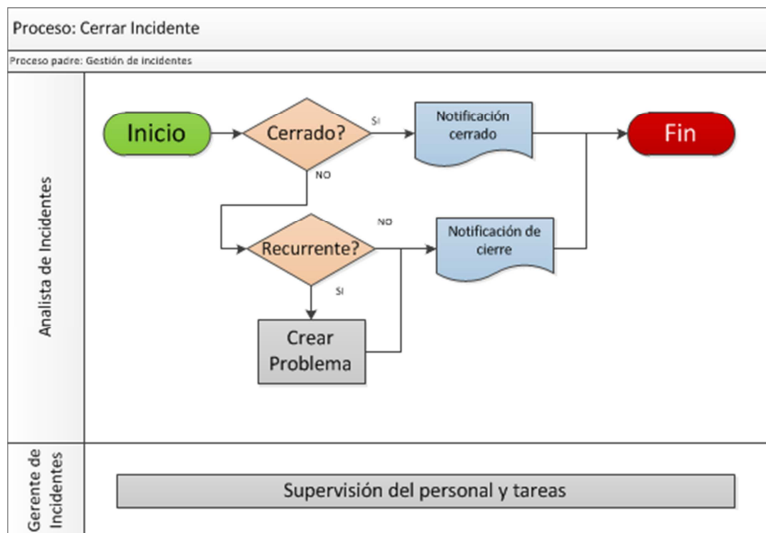 Proceso: Cerrar Incidente
Proceso padre: Gestión de incidentes
Analista de Incidentes
Inicio
Cerrado?
SI
Notificación
cerrado
Fin
NO
Recurrente?
NO
Notificación de
cierre
SI
Crear
Problema
Gerente de
Incidentes
Supervisión del personal y tareas